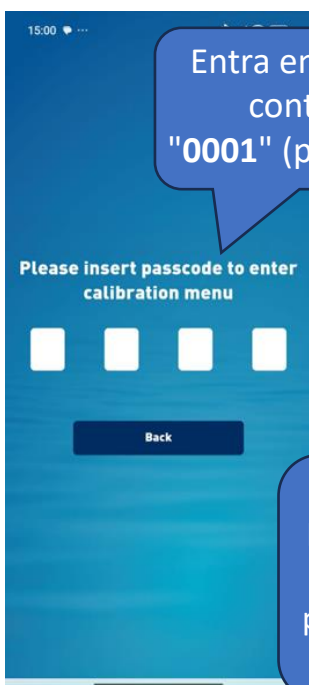 15:00
Entra en
cont
"0001" (p
Please insert passcode to enter
calibration menu
Back
p